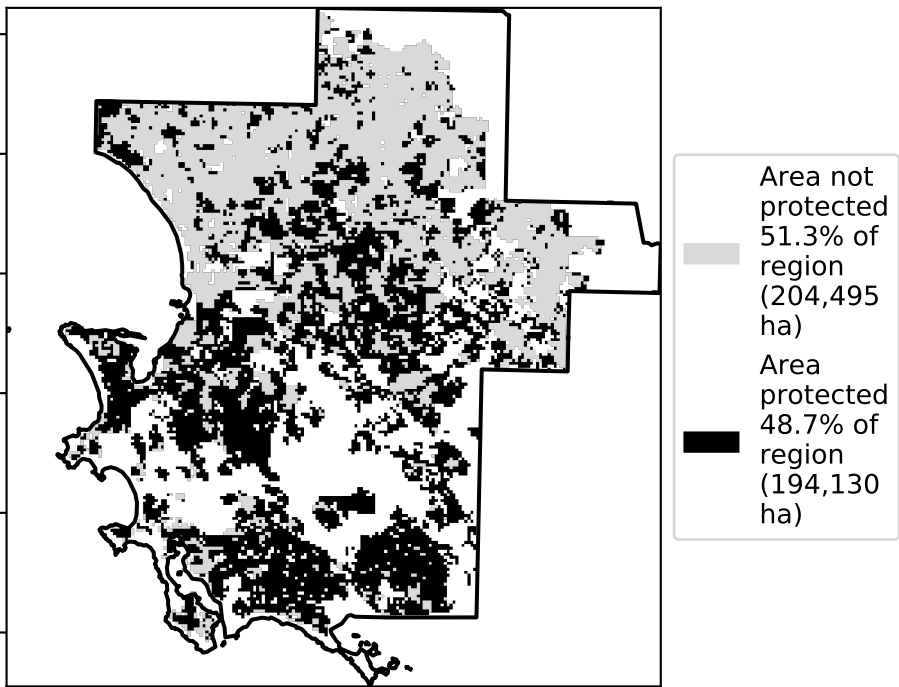 Area not
protected
51.3% of
region
(204,495
ha)
Area
protected
48.7% of
region
(194,130
ha)